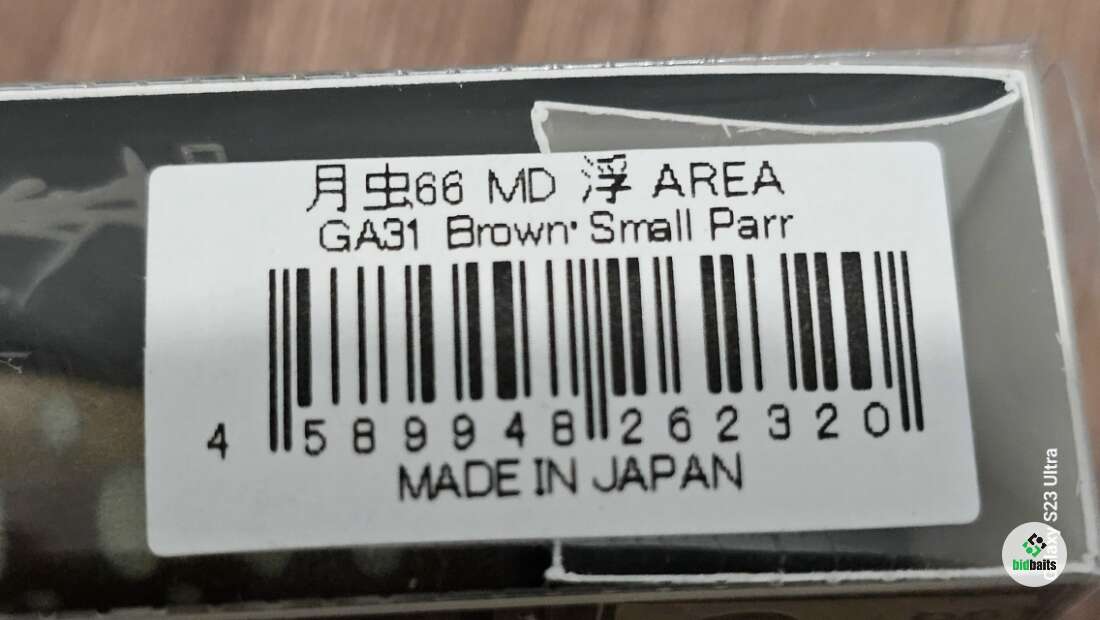 月虫66 MD 浮 AREA
GA31 Brown· Small Parr
4 589948 262320
MADE IN JAPAN
Galaxy S23 Ultra
bidbaits